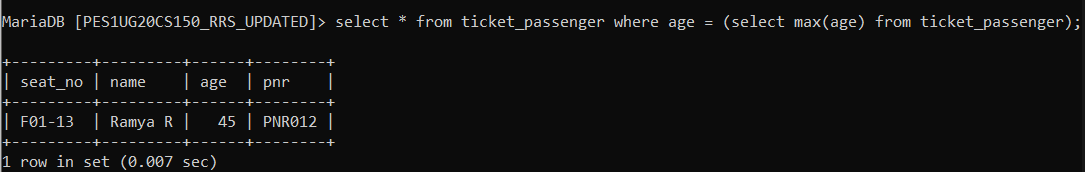 MariaDB [PES1UG20CS150_RRS_UPDATED]> select * from ticket_passenger where age = (select max(age) from ticket_passenger);
+---------+---------+------+--------+
| seat_no | name    | age  | pnr    |
+---------+---------+------+--------+
| F01-13  | Ramya R |   45 | PNR012 |
+---------+---------+------+--------+
1 row in set (0.007 sec)